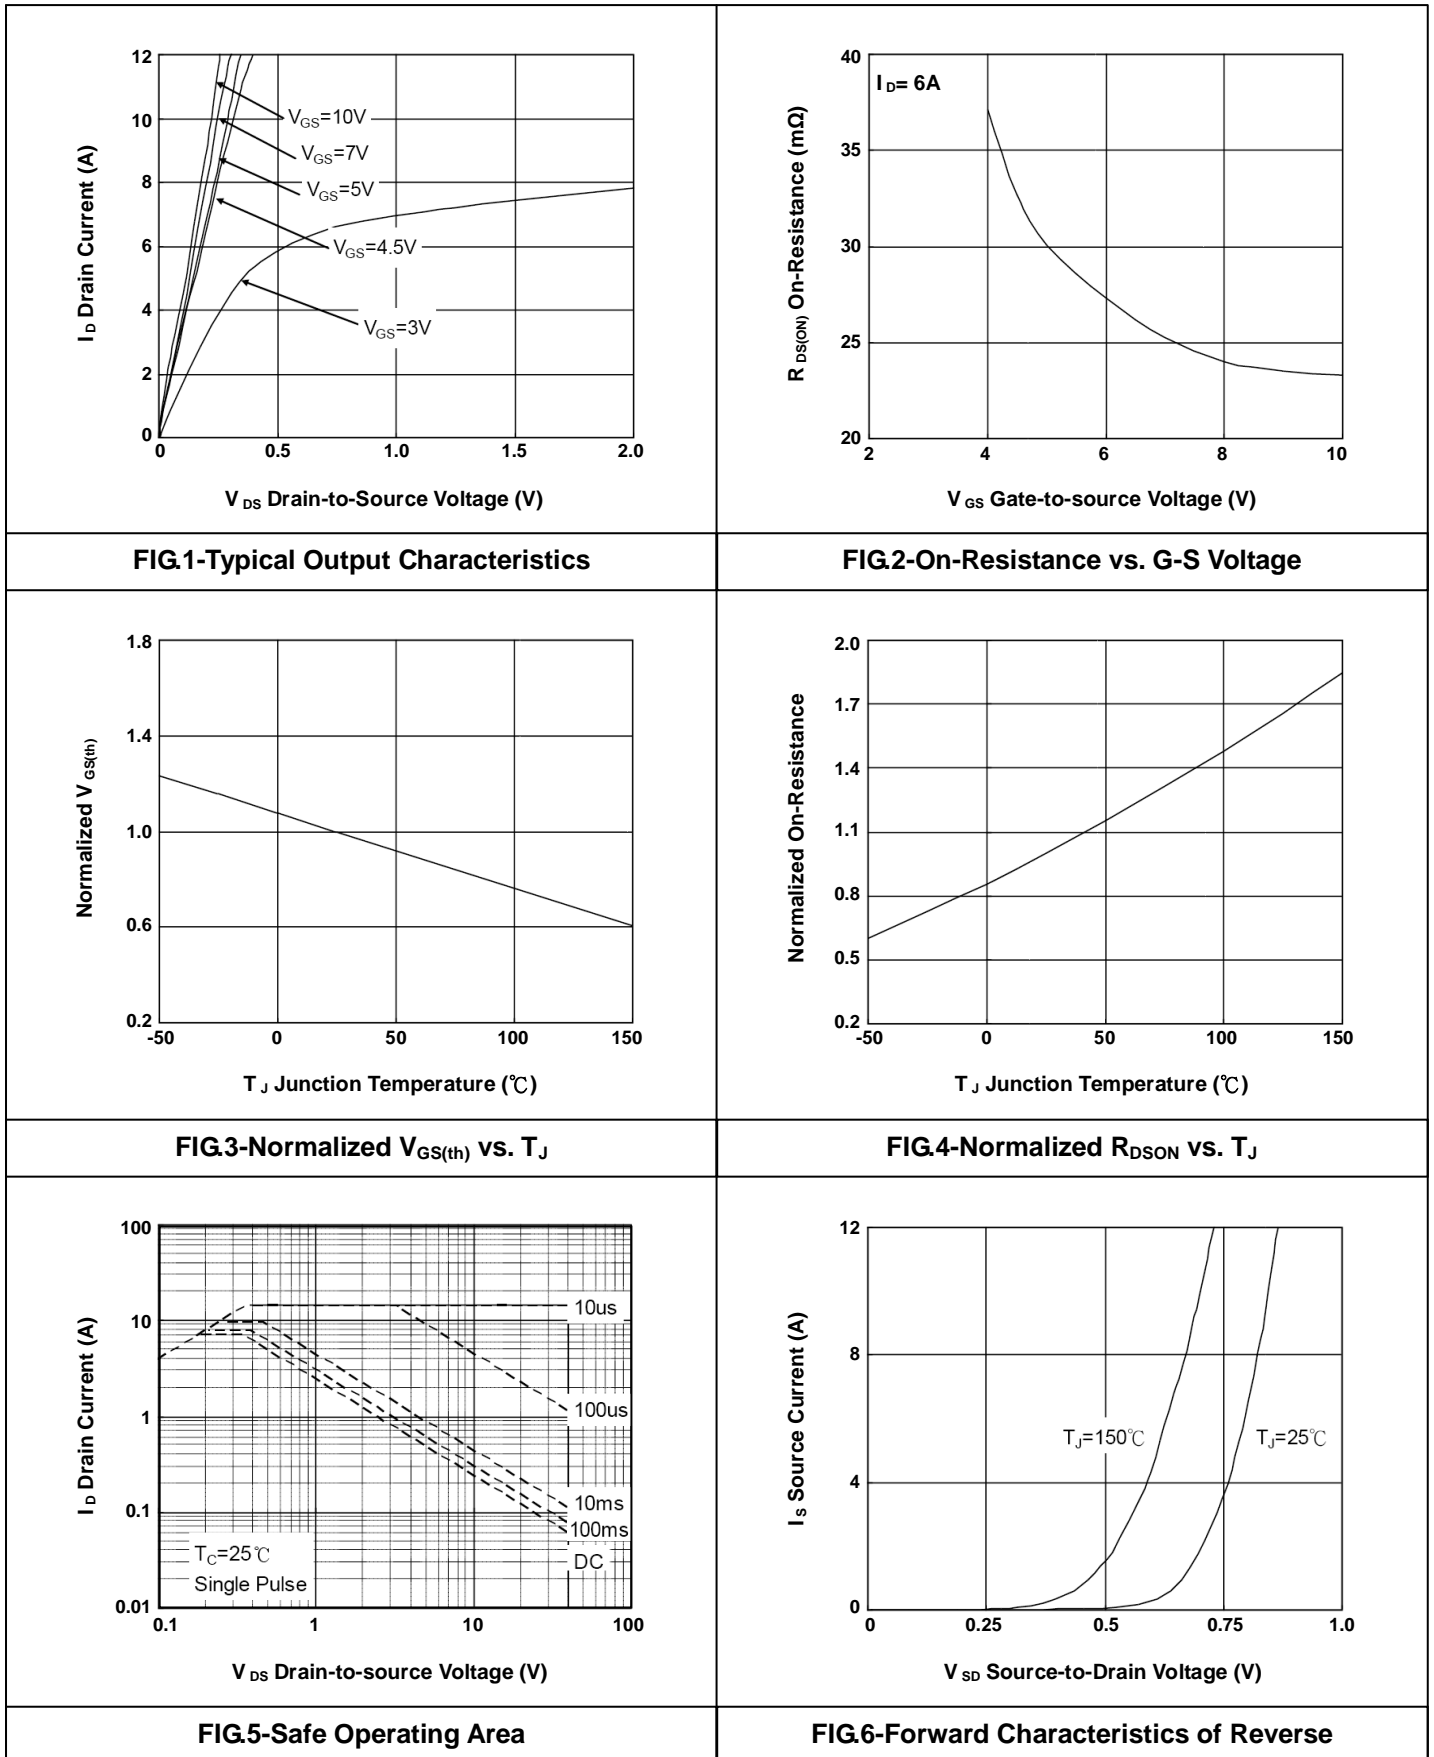 12
10
8
6
4
2
0
0 0.5 1.0 1.5 2.0
I D Drain Current (A)
VGS=10V
VGS=7V
VGS=5V
VGS=4.5V
VGS=3V
V DS Drain-to-Source Voltage (V)
FIG.1-Typical Output Characteristics
40
35
30
25
20
2 4 6 8 10
R DS(ON) On-Resistance (mΩ)
I D= 6A
V GS Gate-to-source Voltage (V)
FIG.2-On-Resistance vs. G-S Voltage
1.8
1.4
1.0
0.6
0.2
-50 0 50 100 150
Normalized V GS(th)
T J Junction Temperature (℃)
FIG.3-Normalized VGS(th) vs. TJ
2.0
1.7
1.4
1.1
0.8
0.5
0.2
-50 0 50 100 150
Normalized On-Resistance
T J Junction Temperature (℃)
FIG.4-Normalized RDSON vs. TJ
100
10
1
0.1
0.01
0.1 1 10 100
I D Drain Current (A)
10us
100us
10ms
100ms
DC
TC=25℃
Single Pulse
V DS Drain-to-source Voltage (V)
FIG.5-Safe Operating Area
12
8
4
0
0 0.25 0.5 0.75 1.0
I S Source Current (A)
TJ=150℃
TJ=25℃
V SD Source-to-Drain Voltage (V)
FIG.6-Forward Characteristics of Reverse